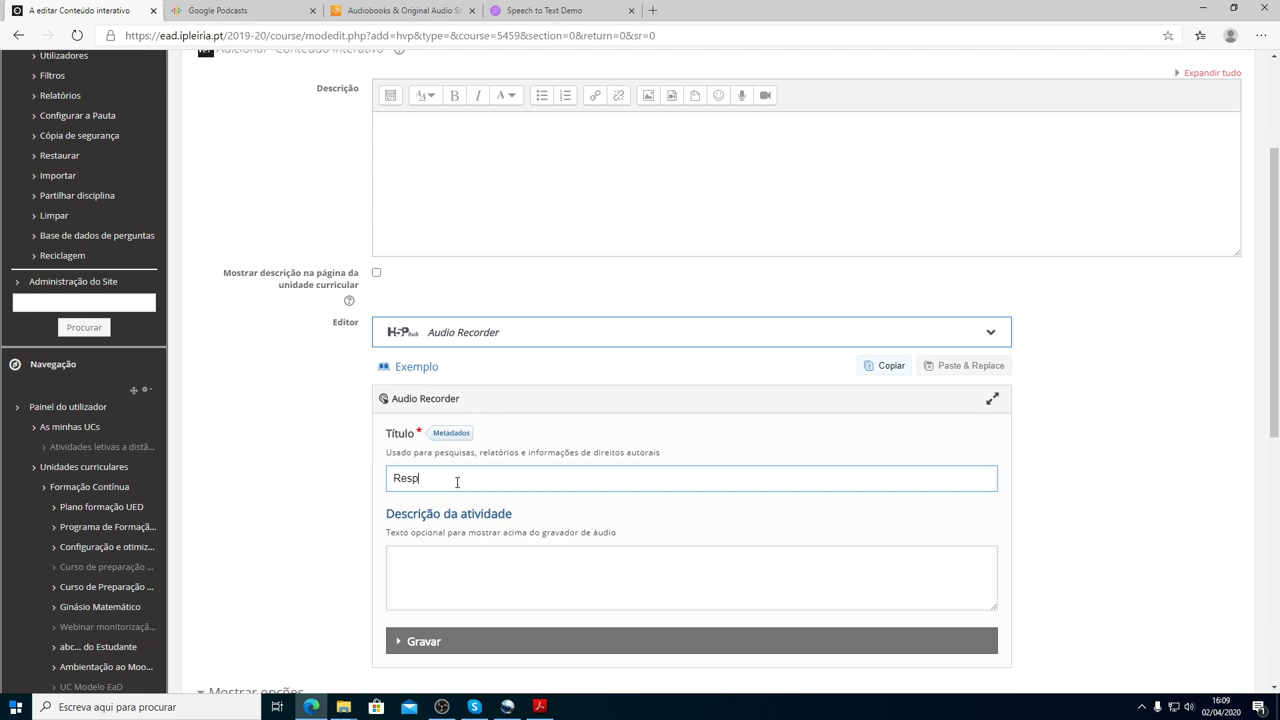 A editar Conteúdo interativo
Google Podcasts
Audiobooks & Original Audio Sh
Speech to Text Demo
https://ead.ipleiria.pt/2019-20/course/modedit.php?add=hvp&type=&course=5459&section=0&return=0&sr=0
Utilizadores
Filtros
Relatórios
Configurar a Pauta
Cópia de segurança
Restaurar
Importar
Partilhar disciplina
Limpar
Base de dados de perguntas
Reciclagem
Administração do Site
Procurar
Navegação
Painel do utilizador
As minhas UCs
Atividades letivas a distâ...
Unidades curriculares
Formação Contínua
Plano formação UED
Programa de Formaçã...
Configuração e otimiz...
Curso de preparação ...
Curso de Preparação ...
Ginásio Matemático
Webinar monitorizaçã...
abc... do Estudante
Ambientação ao Moo...
UC Modelo EaD
Adicionar Conteúdo interativo
Expandir tudo
Descrição
Mostrar descrição na página da
unidade curricular
Editor
H5P hub Audio Recorder
Exemplo
Copiar
Paste & Replace
Audio Recorder
Título * Metadados
Usado para pesquisas, relatórios e informações de direitos autorais
Resp
Descrição da atividade
Texto opcional para mostrar acima do gravador de áudio
Gravar
Mostrar opções
Escreva aqui para procurar
16:09
02/04/2020